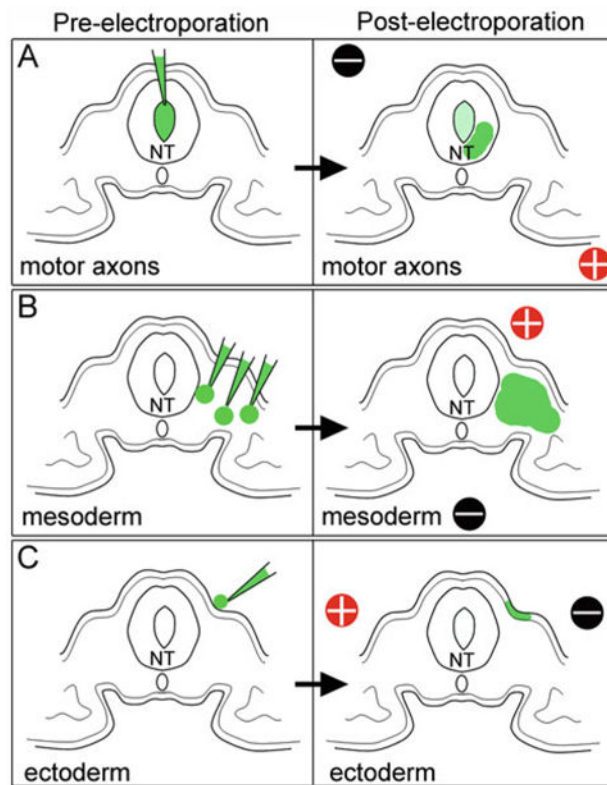 Pre-electroporation Post-electroporation
A
NT NT
motor axons motor axons
B
NT NT
mesoderm mesoderm
C
NT NT
ectoderm ectoderm